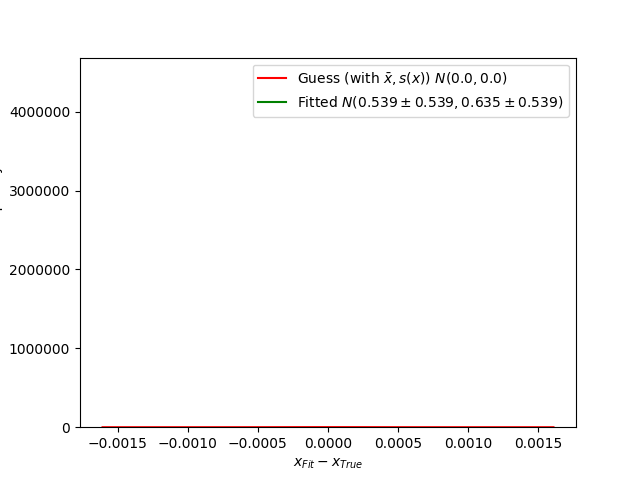 Guess (with x̄, s(x)) N(0.0, 0.0)
Fitted N(0.539 ± 0.539, 0.635 ± 0.539)
4000000
3000000
2000000
1000000
0
−0.0015 −0.0010 −0.0005 0.0000 0.0005 0.0010 0.0015
x_Fit − x_True